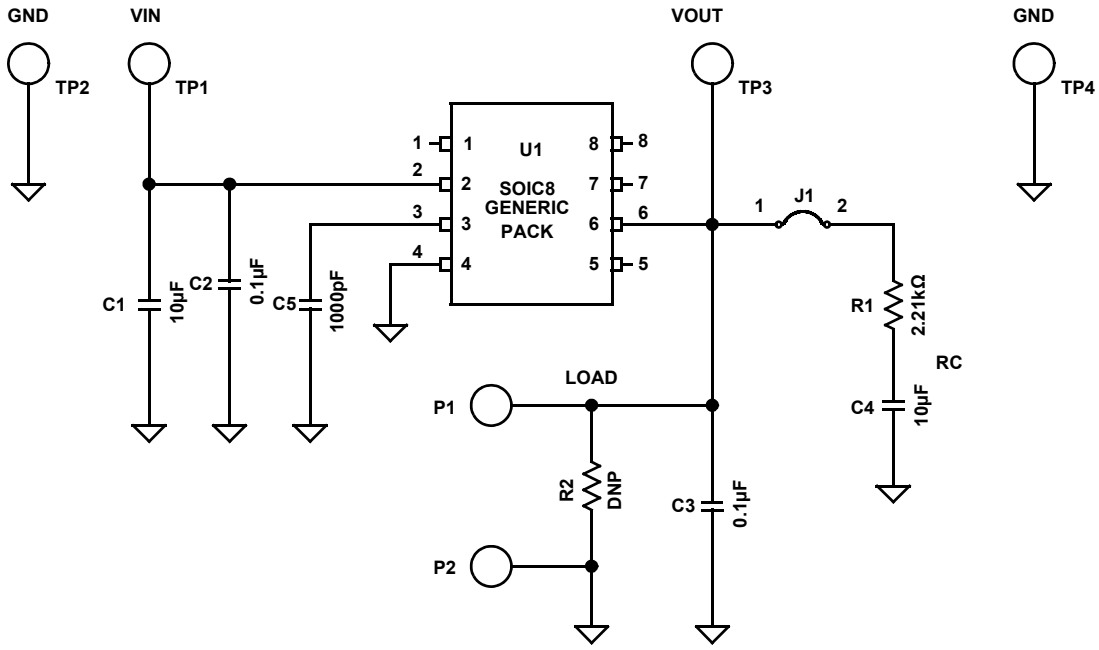 GND
VIN
VOUT
GND
TP2
TP1
TP3
TP4
U1
SOIC8
GENERIC
PACK
1 1
2 2
3 3
4 4
8 8
7 7
6 6
5 5
1 J1 2
C1 10µF
C2 0.1µF
C5 1000pF
R1 2.21kΩ
RC
C4 10µF
LOAD
P1
R2 DNP
C3 0.1µF
P2